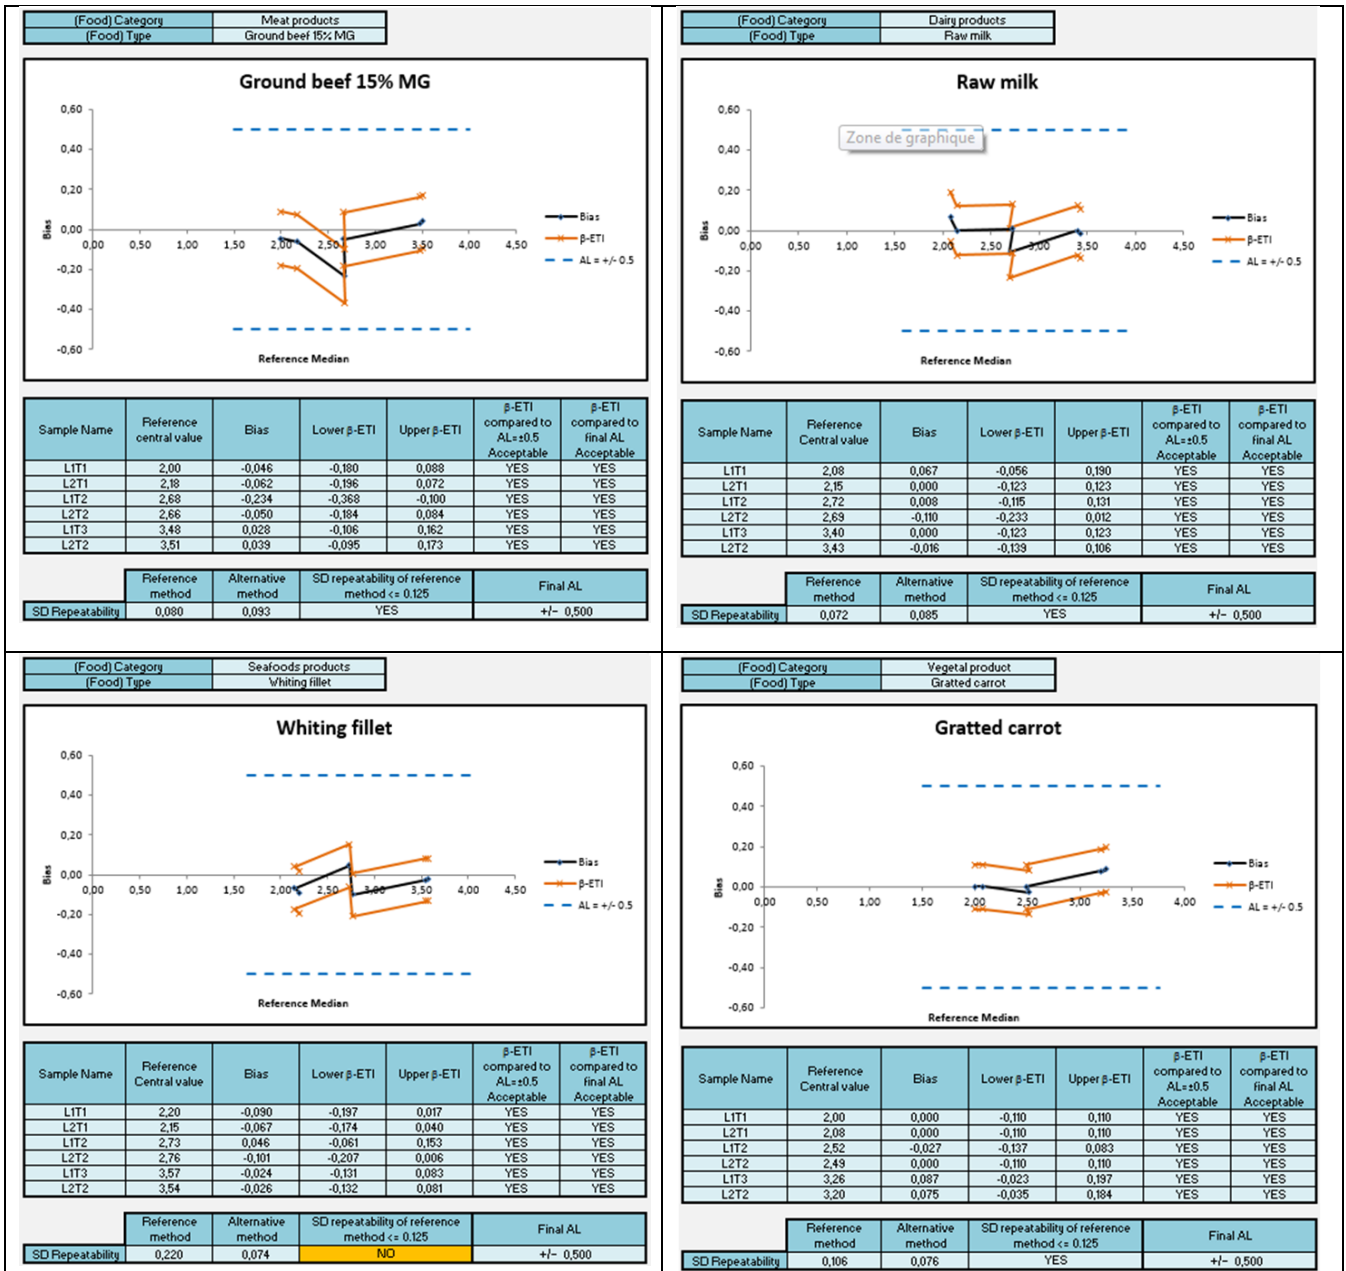 (Food) Category Meat products
(Food) Type Ground beef 15% MG
Ground beef 15% MG
0,60
0,40
0,20
0,00
-0,20
-0,40
-0,60
Bias
0,00 0,50 1,00 1,50 2,00 2,50 3,00 3,50 4,00 4,50
Reference Median
Bias
β-ETI
AL = +/- 0.5
Sample Name Reference central value Bias Lower β-ETI Upper β-ETI β-ETI compared to AL=±0.5 Acceptable β-ETI compared to final AL Acceptable
L1T1 2,00 -0,046 -0,180 0,088 YES YES
L2T1 2,18 -0,062 -0,196 0,072 YES YES
L1T2 2,68 -0,234 -0,368 -0,100 YES YES
L2T2 2,66 -0,050 -0,184 0,084 YES YES
L1T3 3,48 0,028 -0,106 0,162 YES YES
L2T2 3,51 0,039 -0,095 0,173 YES YES
Reference method Alternative method SD repeatability of reference method <= 0.125 Final AL
SD Repeatability 0,080 0,093 YES +/- 0,500
(Food) Category Dairy products
(Food) Type Raw milk
Raw milk
Zone de graphique
0,60
0,40
0,20
0,00
-0,20
-0,40
-0,60
Bias
0,00 0,50 1,00 1,50 2,00 2,50 3,00 3,50 4,00 4,50
Reference Median
Bias
β-ETI
AL = +/- 0.5
Sample Name Reference Central value Bias Lower β-ETI Upper β-ETI β-ETI compared to AL=±0.5 Acceptable β-ETI compared to final AL Acceptable
L1T1 2,08 0,067 -0,056 0,190 YES YES
L2T1 2,15 0,000 -0,123 0,123 YES YES
L1T2 2,72 0,008 -0,115 0,131 YES YES
L2T2 2,69 -0,110 -0,233 0,012 YES YES
L1T3 3,40 0,000 -0,123 0,123 YES YES
L2T2 3,43 -0,016 -0,139 0,106 YES YES
Reference method Alternative method SD repeatability of reference method <= 0.125 Final AL
SD Repeatability 0,072 0,085 YES +/- 0,500
(Food) Category Seafoods products
(Food) Type Whiting fillet
Whiting fillet
0,60
0,40
0,20
0,00
-0,20
-0,40
-0,60
Bias
0,00 0,50 1,00 1,50 2,00 2,50 3,00 3,50 4,00 4,50
Reference Median
Bias
β-ETI
AL = +/- 0.5
Sample Name Reference Central value Bias Lower β-ETI Upper β-ETI β-ETI compared to AL=±0.5 Acceptable β-ETI compared to final AL Acceptable
L1T1 2,20 -0,090 -0,197 0,017 YES YES
L2T1 2,15 -0,067 -0,174 0,040 YES YES
L1T2 2,73 0,046 -0,061 0,153 YES YES
L2T2 2,76 -0,101 -0,207 0,006 YES YES
L1T3 3,57 -0,024 -0,131 0,083 YES YES
L2T2 3,54 -0,026 -0,132 0,081 YES YES
Reference method Alternative method SD repeatability of reference method <= 0.125 Final AL
SD Repeatability 0,220 0,074 NO +/- 0,500
(Food) Category Vegetal product
(Food) Type Gratted carrot
Gratted carrot
0,60
0,40
0,20
0,00
-0,20
-0,40
-0,60
Bias
0,00 0,50 1,00 1,50 2,00 2,50 3,00 3,50 4,00
Reference Median
Bias
β-ETI
AL = +/- 0.5
Sample Name Reference Central value Bias Lower β-ETI Upper β-ETI β-ETI compared to AL=±0.5 Acceptable β-ETI compared to final AL Acceptable
L1T1 2,00 0,000 -0,110 0,110 YES YES
L2T1 2,08 0,000 -0,110 0,110 YES YES
L1T2 2,52 -0,027 -0,137 0,083 YES YES
L2T2 2,49 0,000 -0,110 0,110 YES YES
L1T3 3,26 0,087 -0,023 0,197 YES YES
L2T2 3,20 0,075 -0,035 0,184 YES YES
Reference method Alternative method SD repeatability of reference method <= 0.125 Final AL
SD Repeatability 0,106 0,076 YES +/- 0,500